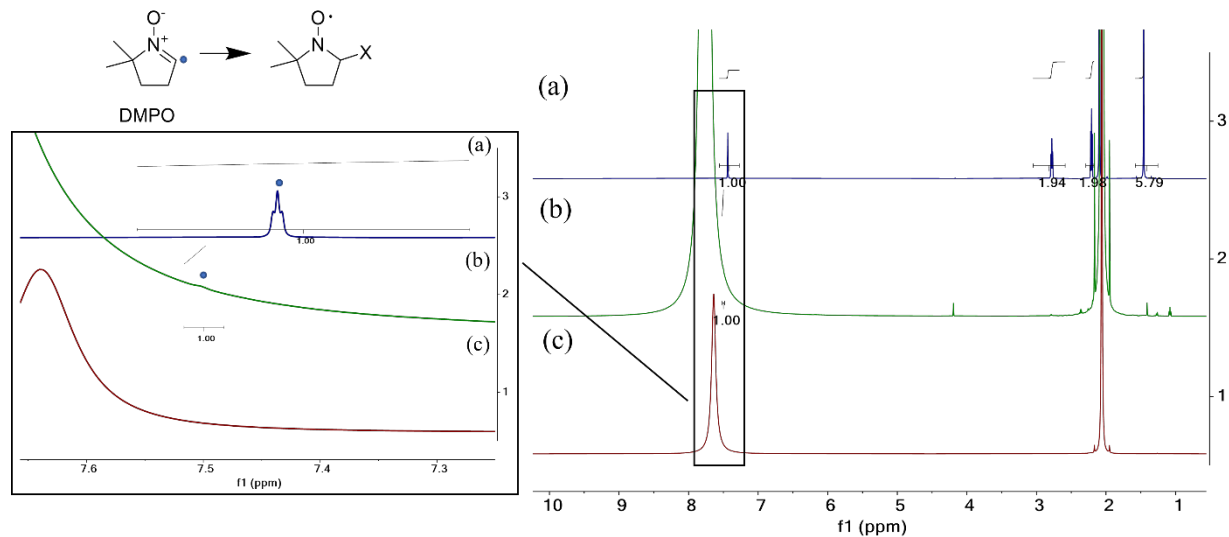 O-
N+
O•
N
X
DMPO
(a)
3
1.00
(b)
2
1.00
(c)
1
7.6 7.5 7.4 7.3
f1 (ppm)
(a)
3
1.00 1.94 1.98 5.79
(b)
2
1.00
(c)
1
10 9 8 7 6 5 4 3 2 1
f1 (ppm)